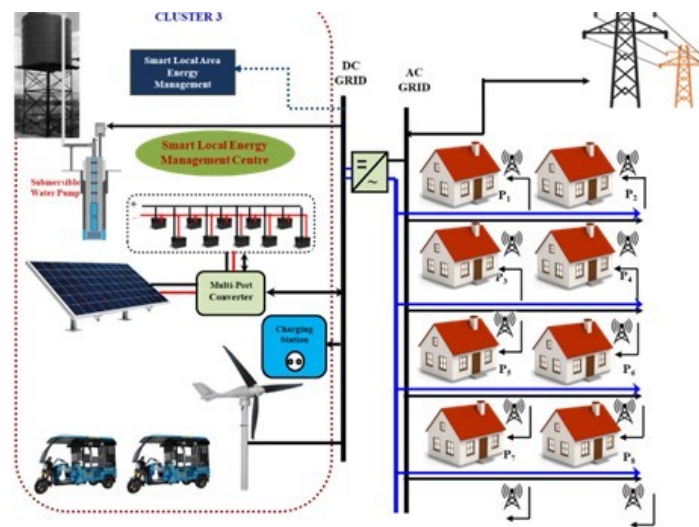 CLUSTER 3
Smart Local Area
Energy
Management
DC
GRID
AC
GRID
Smart Local Energy
Management Centre
Submersible
Water Pump
+
Multi-Port
Converter
Charging
Station
P1
P2
P3
P4
P5
P6
P7
P8